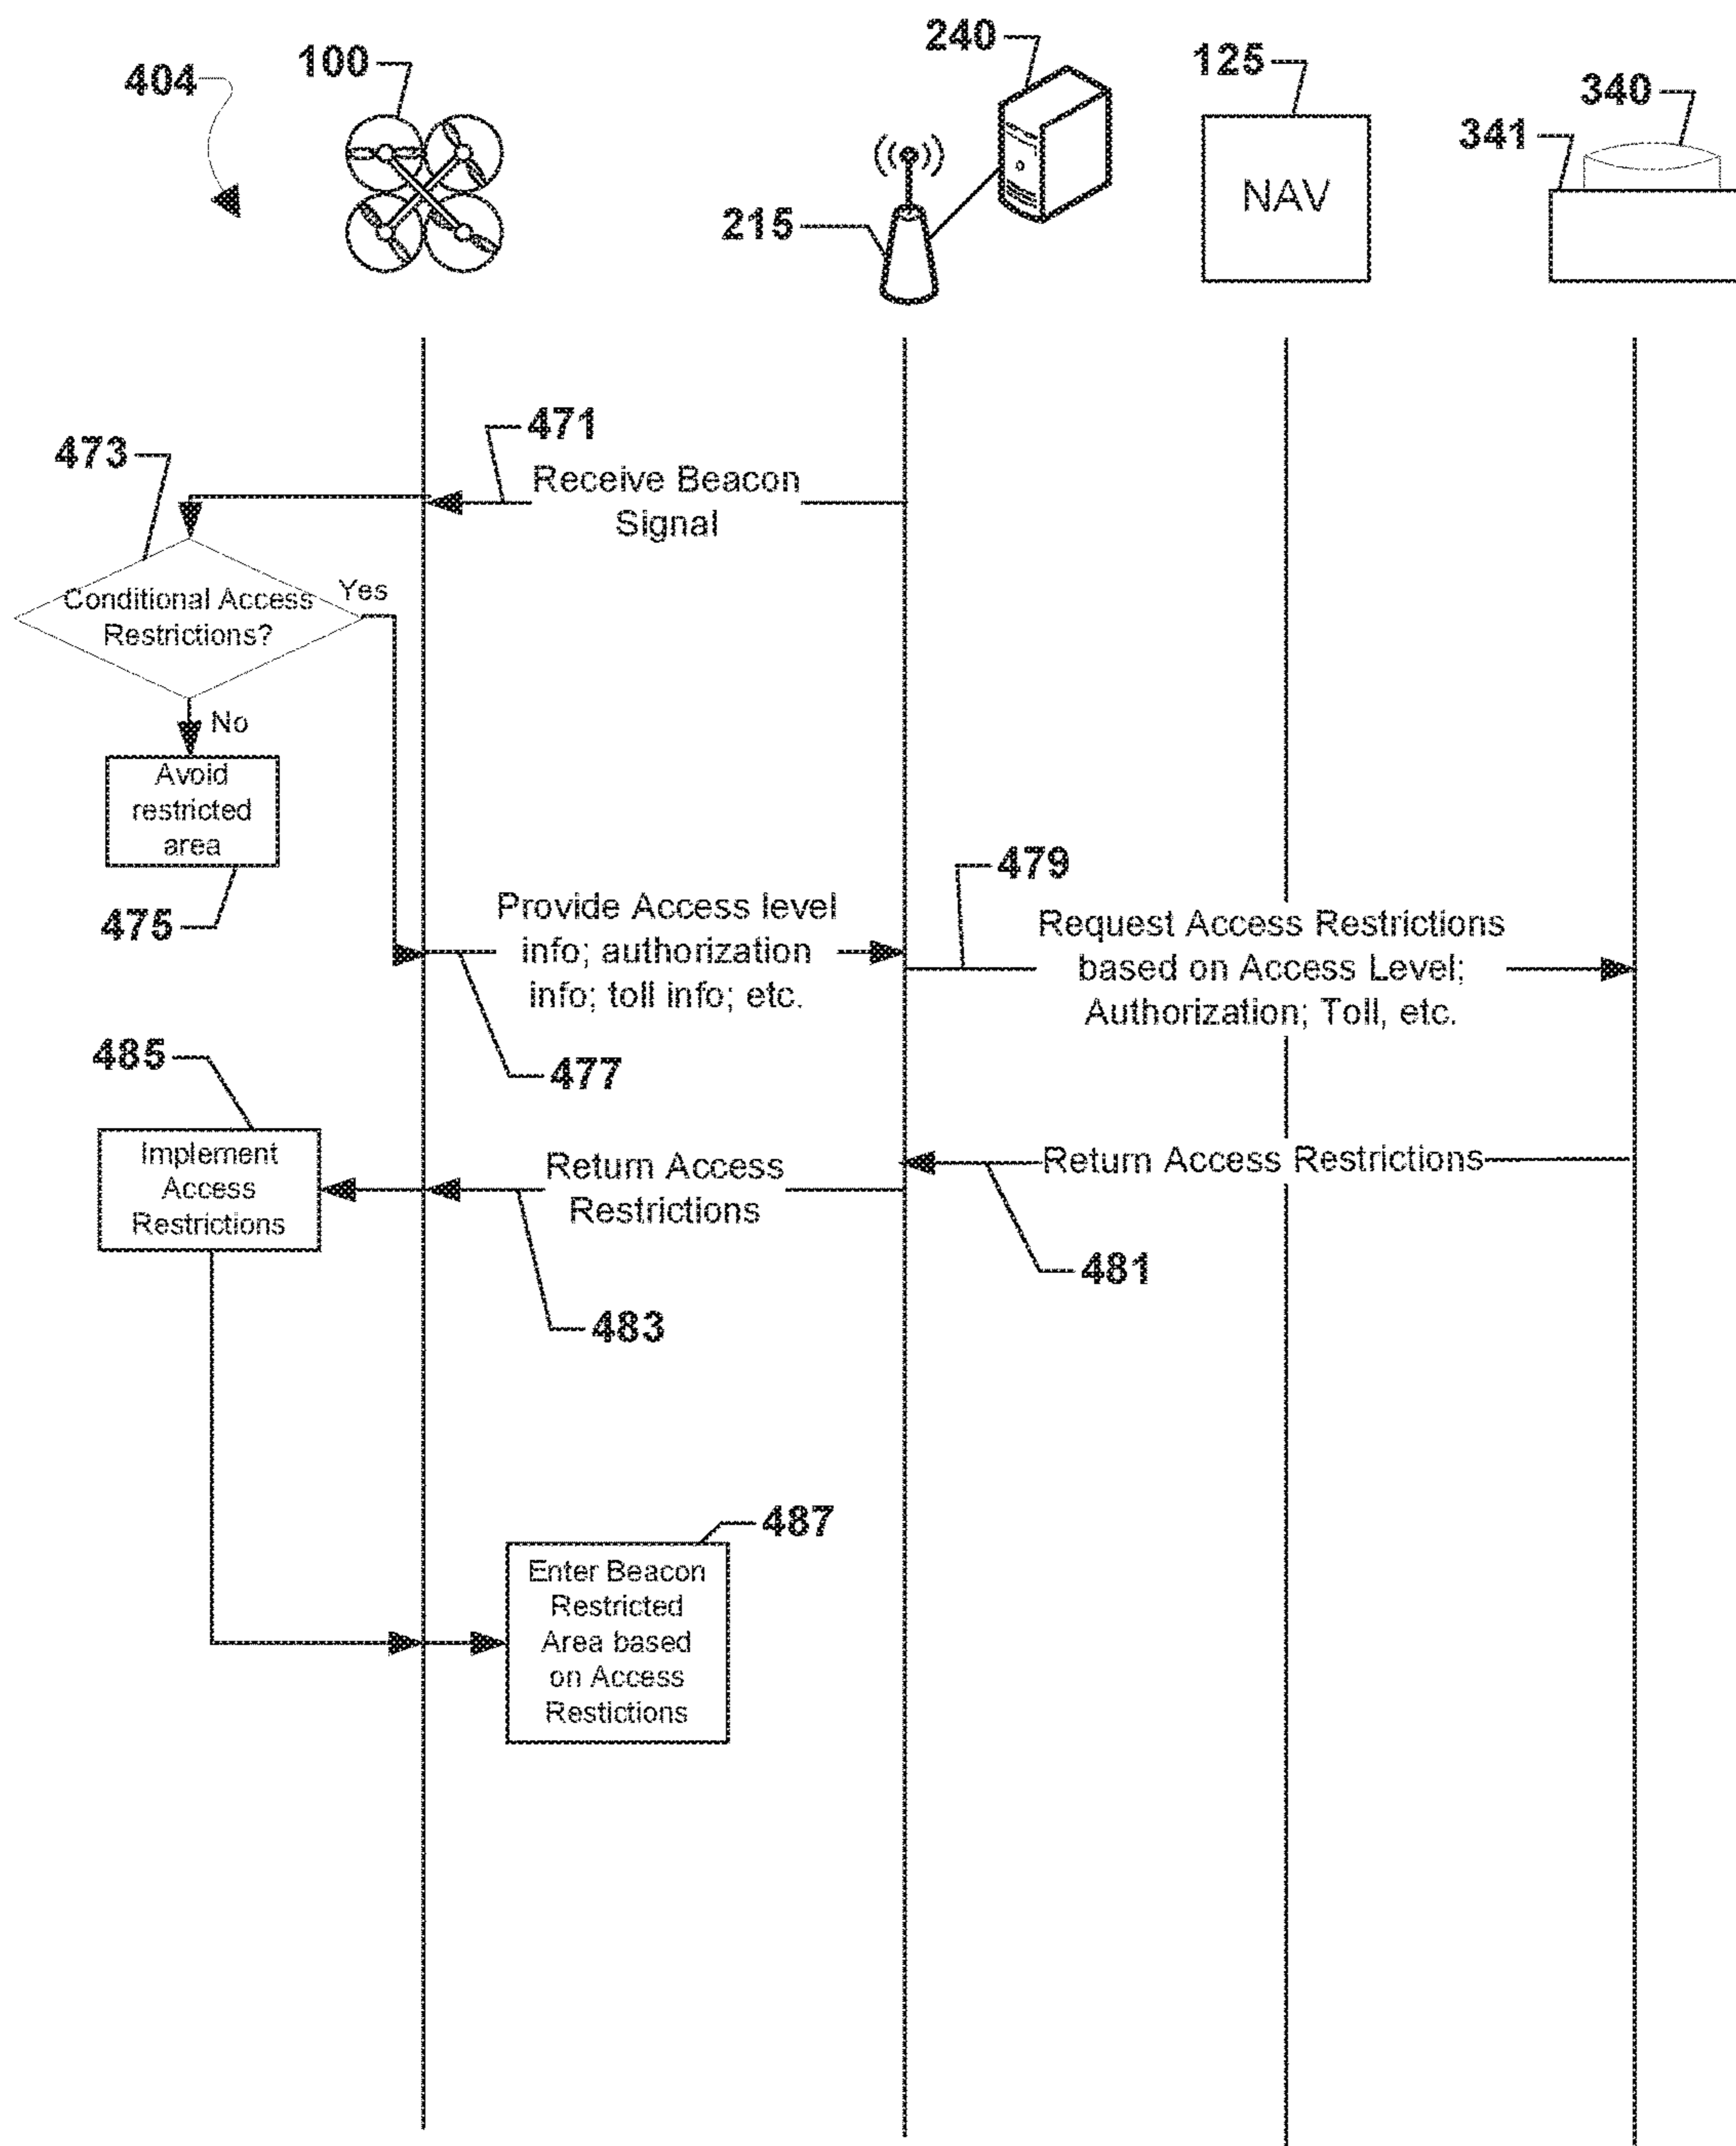 404
100
240
125
340
341
215
NAV
471
Receive Beacon
Signal
473
Conditional Access
Restrictions?
Yes
No
Avoid
restricted
area
475
Provide Access level
info; authorization
info; toll info; etc.
477
479
Request Access Restrictions
based on Access Level;
Authorization; Toll, etc.
485
Implement
Access
Restrictions
Return Access
Restrictions
483
Return Access Restrictions
481
487
Enter Beacon
Restricted
Area based
on Access
Restictions